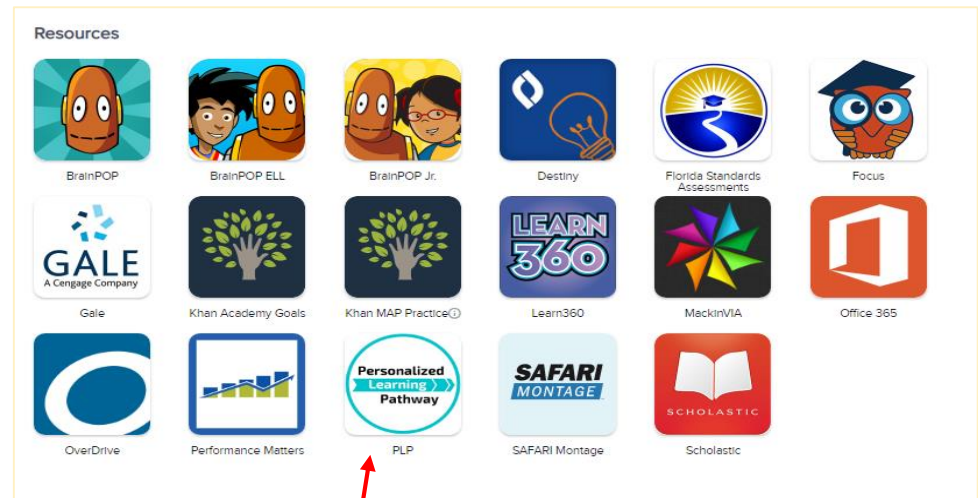 Resources
BrainPOP
BrainPOP ELL
BrainPOP Jr.
Destiny
Florida Standards
Assessments
Focus
GALE
A Cengage Company
LEARN
360
Gale
Khan Academy Goals
Khan MAP Practice
Learn360
MackinVIA
Office 365
Personalized
Learning
Pathway
SAFARI
MONTAGE
SCHOLASTIC
OverDrive
Performance Matters
PLP
SAFARI Montage
Scholastic